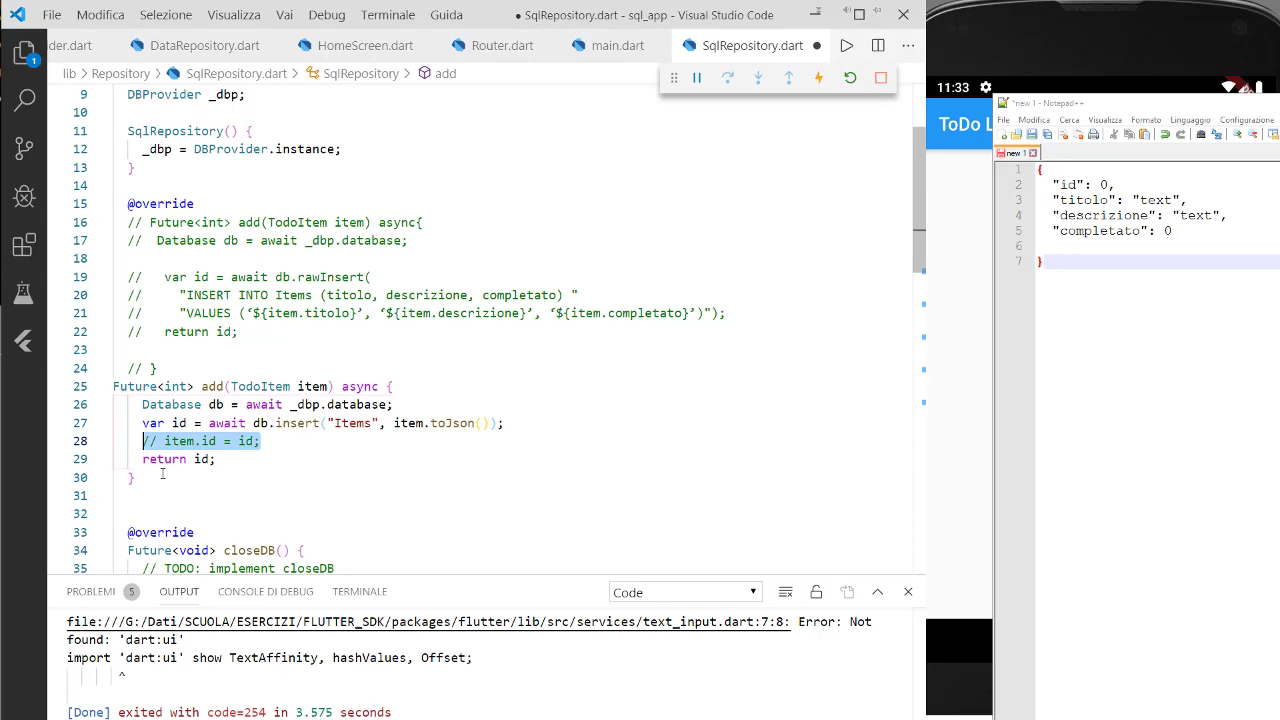 File Modifica Selezione Visualizza Vai Debug Terminale Guida ● SqlRepository.dart - sql_app - Visual Studio Code
ider.dart DataRepository.dart HomeScreen.dart Router.dart main.dart SqlRepository.dart
lib > Repository > SqlRepository.dart > SqlRepository > add
9 DBProvider _dbp;
10
11 SqlRepository() {
12 _dbp = DBProvider.instance;
13 }
14
15 @override
16 // Future<int> add(TodoItem item) async{
17 // Database db = await _dbp.database;
18
19 // var id = await db.rawInsert(
20 // "INSERT INTO Items (titolo, descrizione, completato) "
21 // "VALUES (‘${item.titolo}’, ‘${item.descrizione}’, ‘${item.completato}’)");
22 // return id;
23
24 // }
25 Future<int> add(TodoItem item) async {
26 Database db = await _dbp.database;
27 var id = await db.insert("Items", item.toJson());
28 // item.id = id;
29 return id;
30 }
31
32
33 @override
34 Future<void> closeDB() {
35 // TODO: implement closeDB
PROBLEMI 5 OUTPUT CONSOLE DI DEBUG TERMINALE Code
file:///G:/Dati/SCUOLA/ESERCIZI/FLUTTER_SDK/packages/flutter/lib/src/services/text_input.dart:7:8: Error: Not
found: 'dart:ui'
import 'dart:ui' show TextAffinity, hashValues, Offset;
^
[Done] exited with code=254 in 3.575 seconds
1
11:33
ToDo L
*new 1 - Notepad++
File Modifica Cerca Visualizza Formato Linguaggio Configurazione
new 1
1 {
2 "id": 0,
3 "titolo": "text",
4 "descrizione": "text",
5 "completato": 0
6
7 }